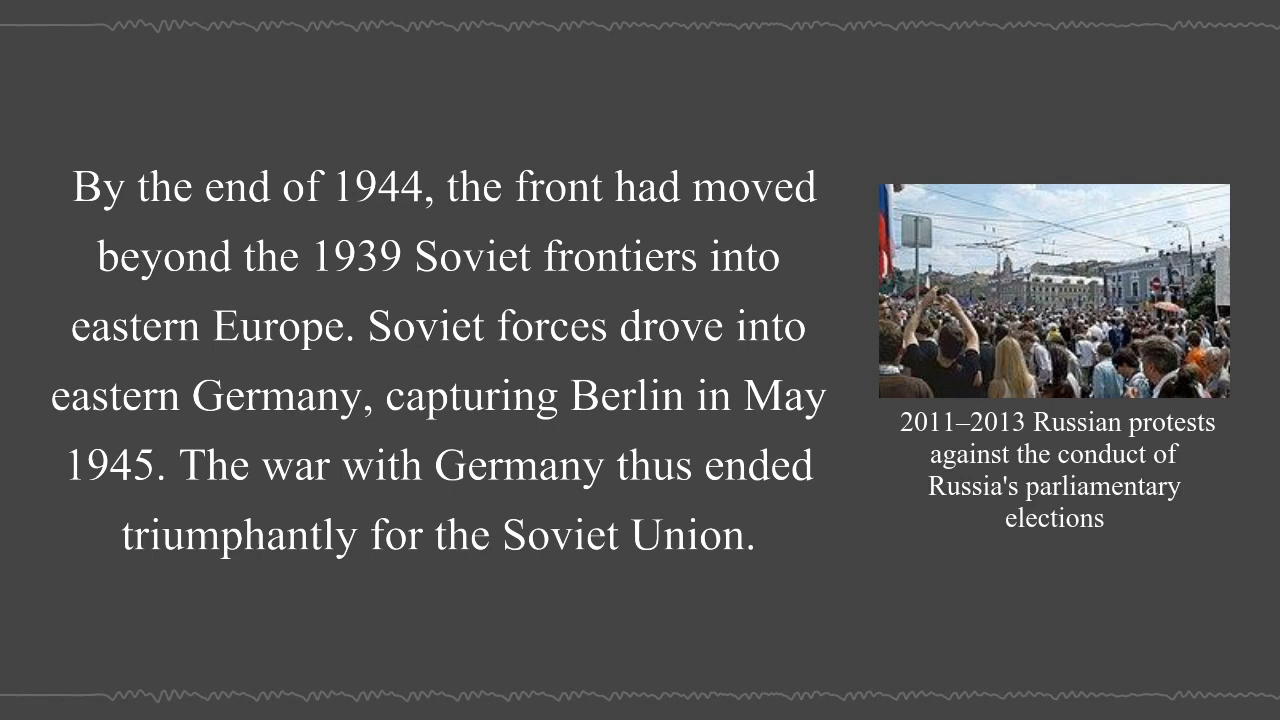 By the end of 1944, the front had moved
beyond the 1939 Soviet frontiers into
eastern Europe. Soviet forces drove into
eastern Germany, capturing Berlin in May
1945. The war with Germany thus ended
triumphantly for the Soviet Union.
2011–2013 Russian protests
against the conduct of
Russia's parliamentary
elections